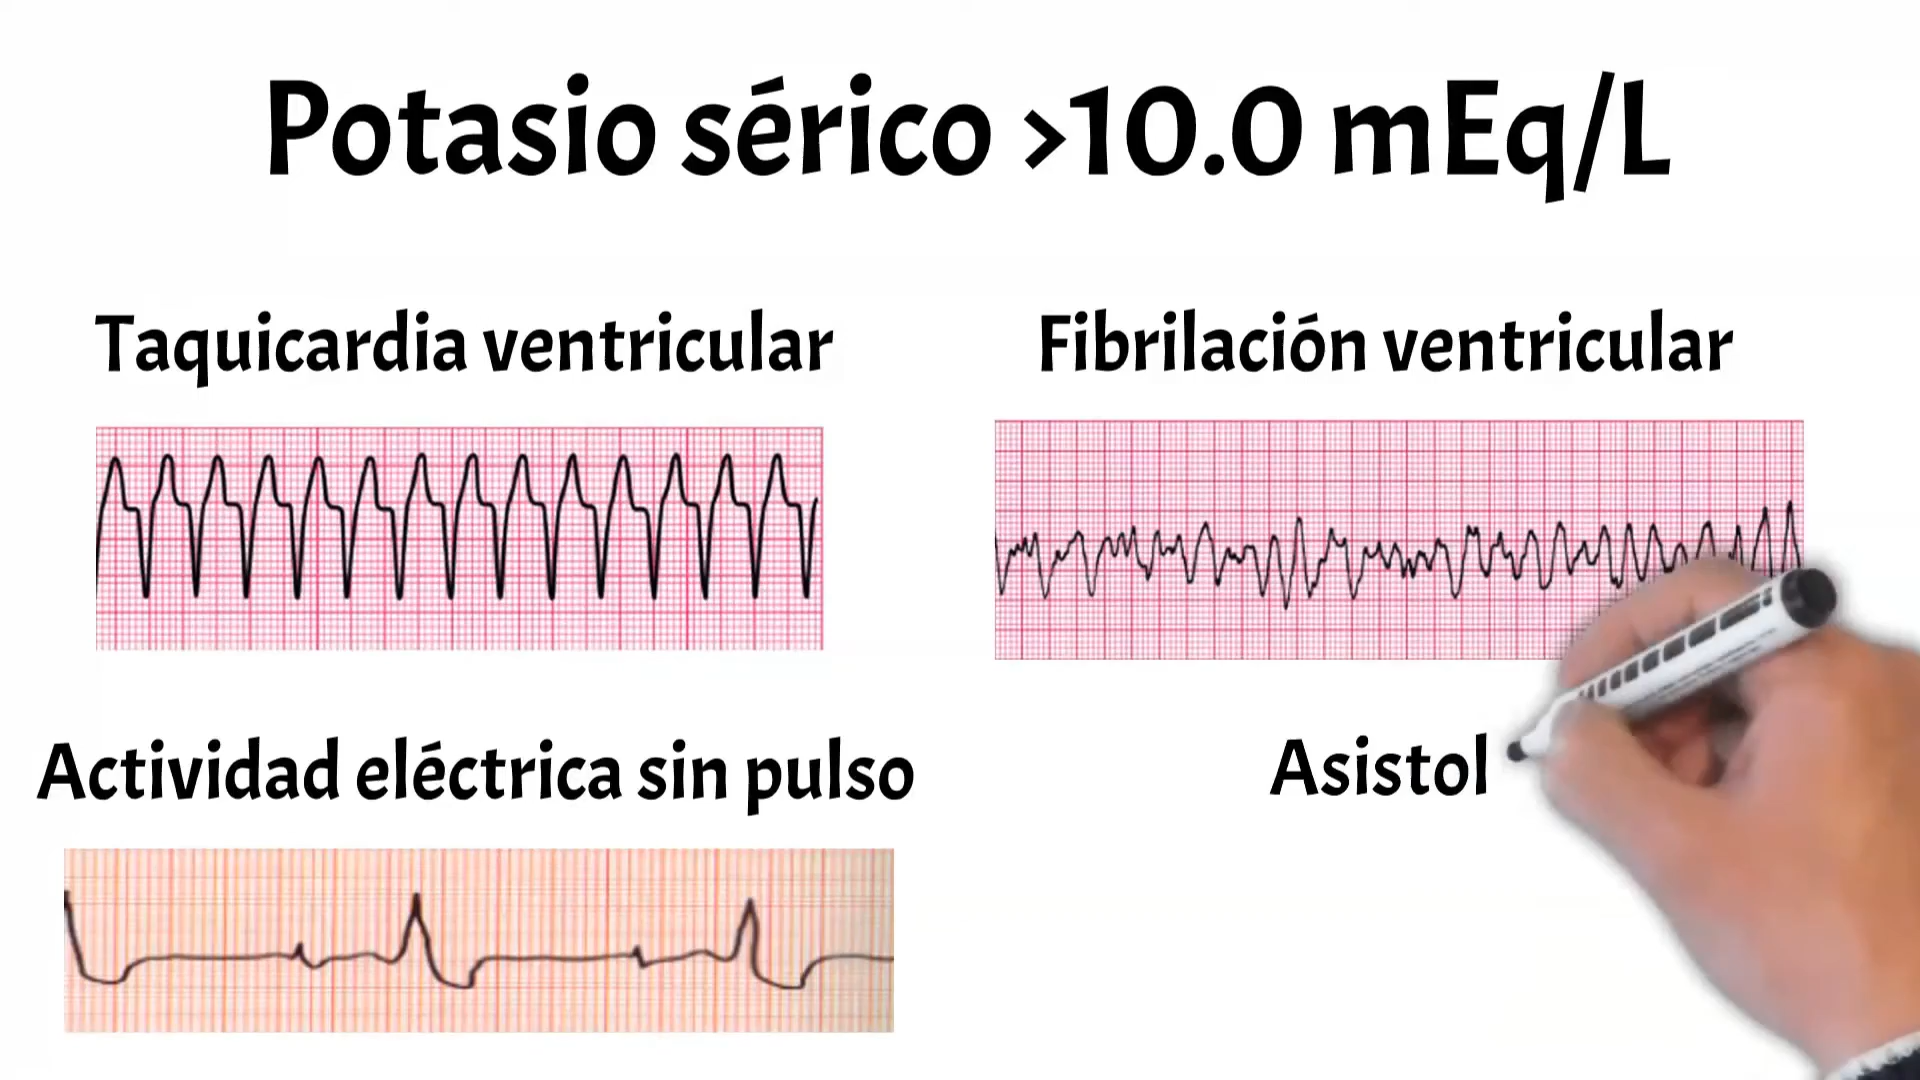 Potasio sérico >10.0 mEq/L
Taquicardia ventricular
Fibrilación ventricular
Actividad eléctrica sin pulso
Asistol